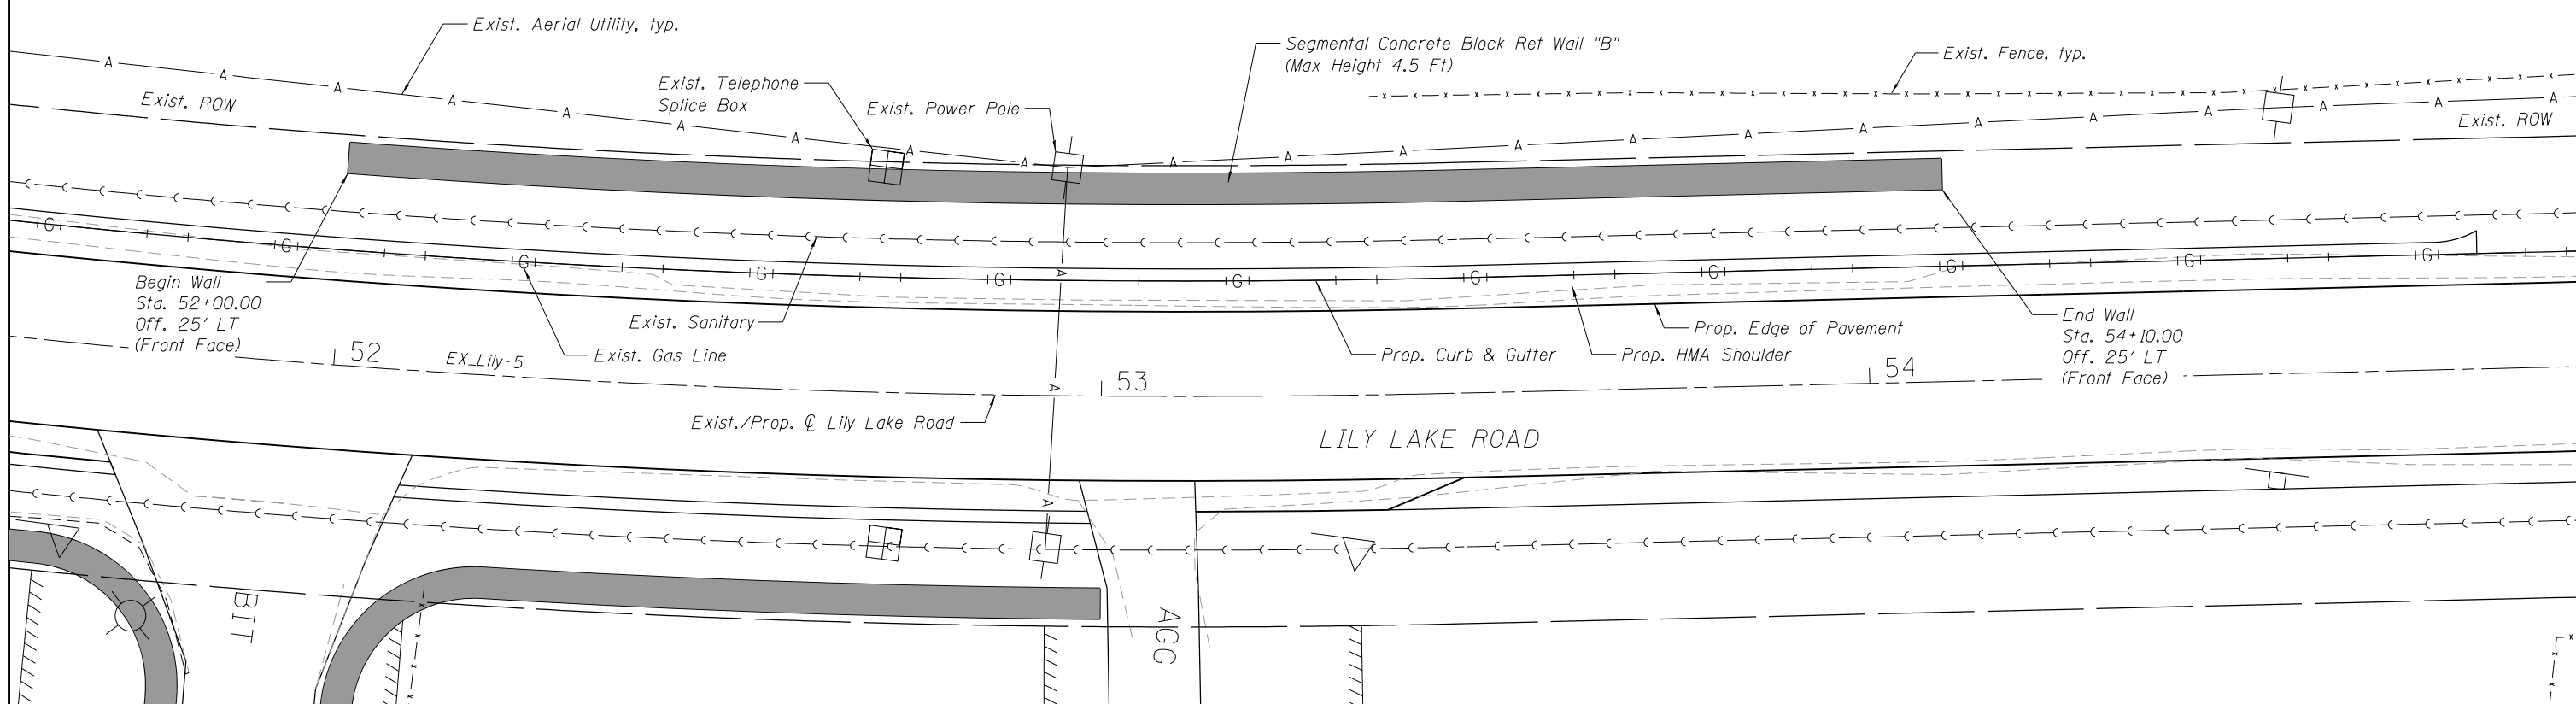 Exist. Aerial Utility, typ.
Segmental Concrete Block Ret Wall "B"
(Max Height 4.5 Ft)
Exist. Fence, typ.
Exist. Telephone
Splice Box
Exist. Power Pole
Exist. ROW
Exist. ROW
A A A A A A A A A A A A A A A A A A A A A A
G G G G G G G G G G G
Begin Wall
Sta. 52+00.00
Off. 25' LT
(Front Face)
Exist. Sanitary
Exist. Gas Line
Prop. Curb & Gutter
Prop. HMA Shoulder
Prop. Edge of Pavement
End Wall
Sta. 54+10.00
Off. 25' LT
(Front Face)
52
EX_Lily-5
53
54
A
A
A
Exist./Prop. ℄ Lily Lake Road
LILY LAKE ROAD
BIT
AGG